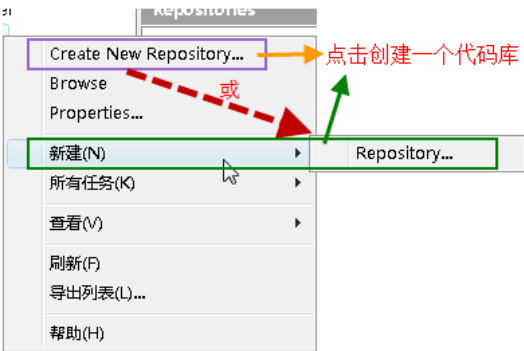 Repositories
Create New Repository...
点击创建一个代码库
Browse
或
Properties...
新建(N)
Repository...
所有任务(K)
查看(V)
刷新(F)
导出列表(L)...
帮助(H)